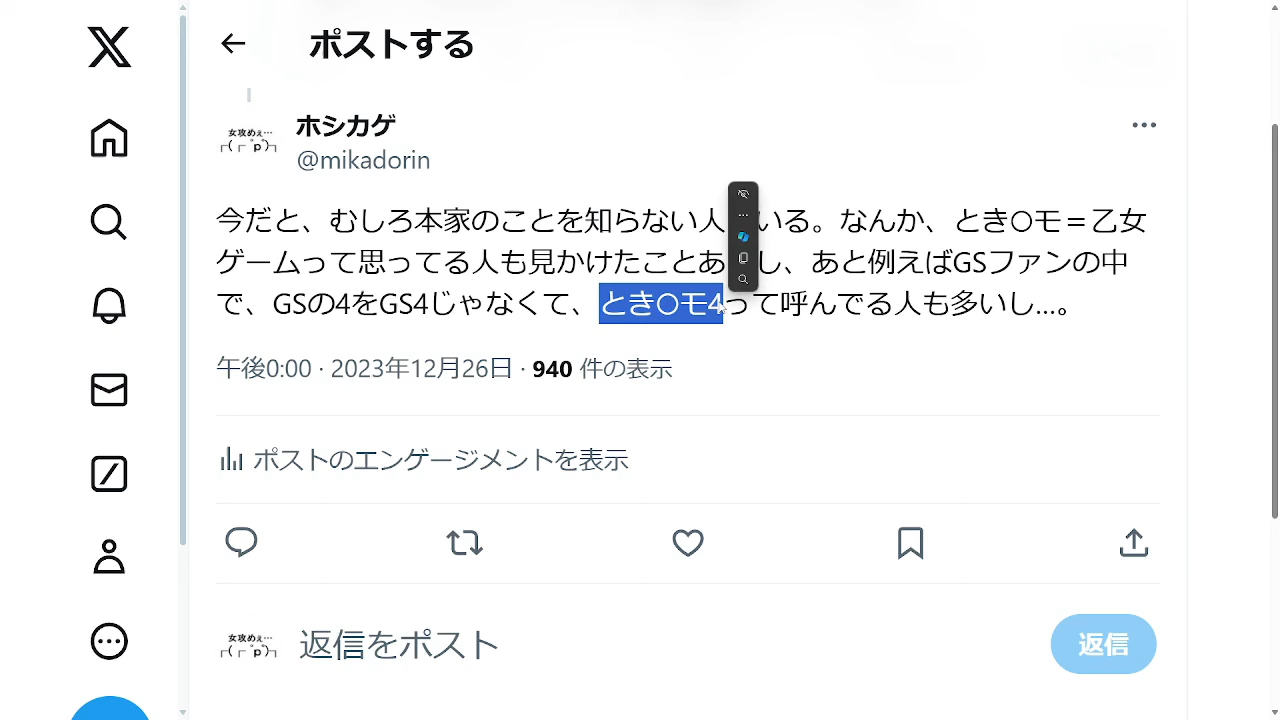 ポストする
女攻めぇ…
┌(┌ ˚p˚)┐
ホシカゲ
@mikadorin
今だと、むしろ本家のことを知らない人 いる。なんか、とき〇モ＝乙女
ゲームって思ってる人も見かけたことあ し、あと例えばGSファンの中
で、GSの4をGS4じゃなくて、とき〇モ4って呼んでる人も多いし…。
午後0:00 · 2023年12月26日 · 940 件の表示
ポストのエンゲージメントを表示
女攻めぇ…
┌(┌ ˚p˚)┐
返信をポスト
返信